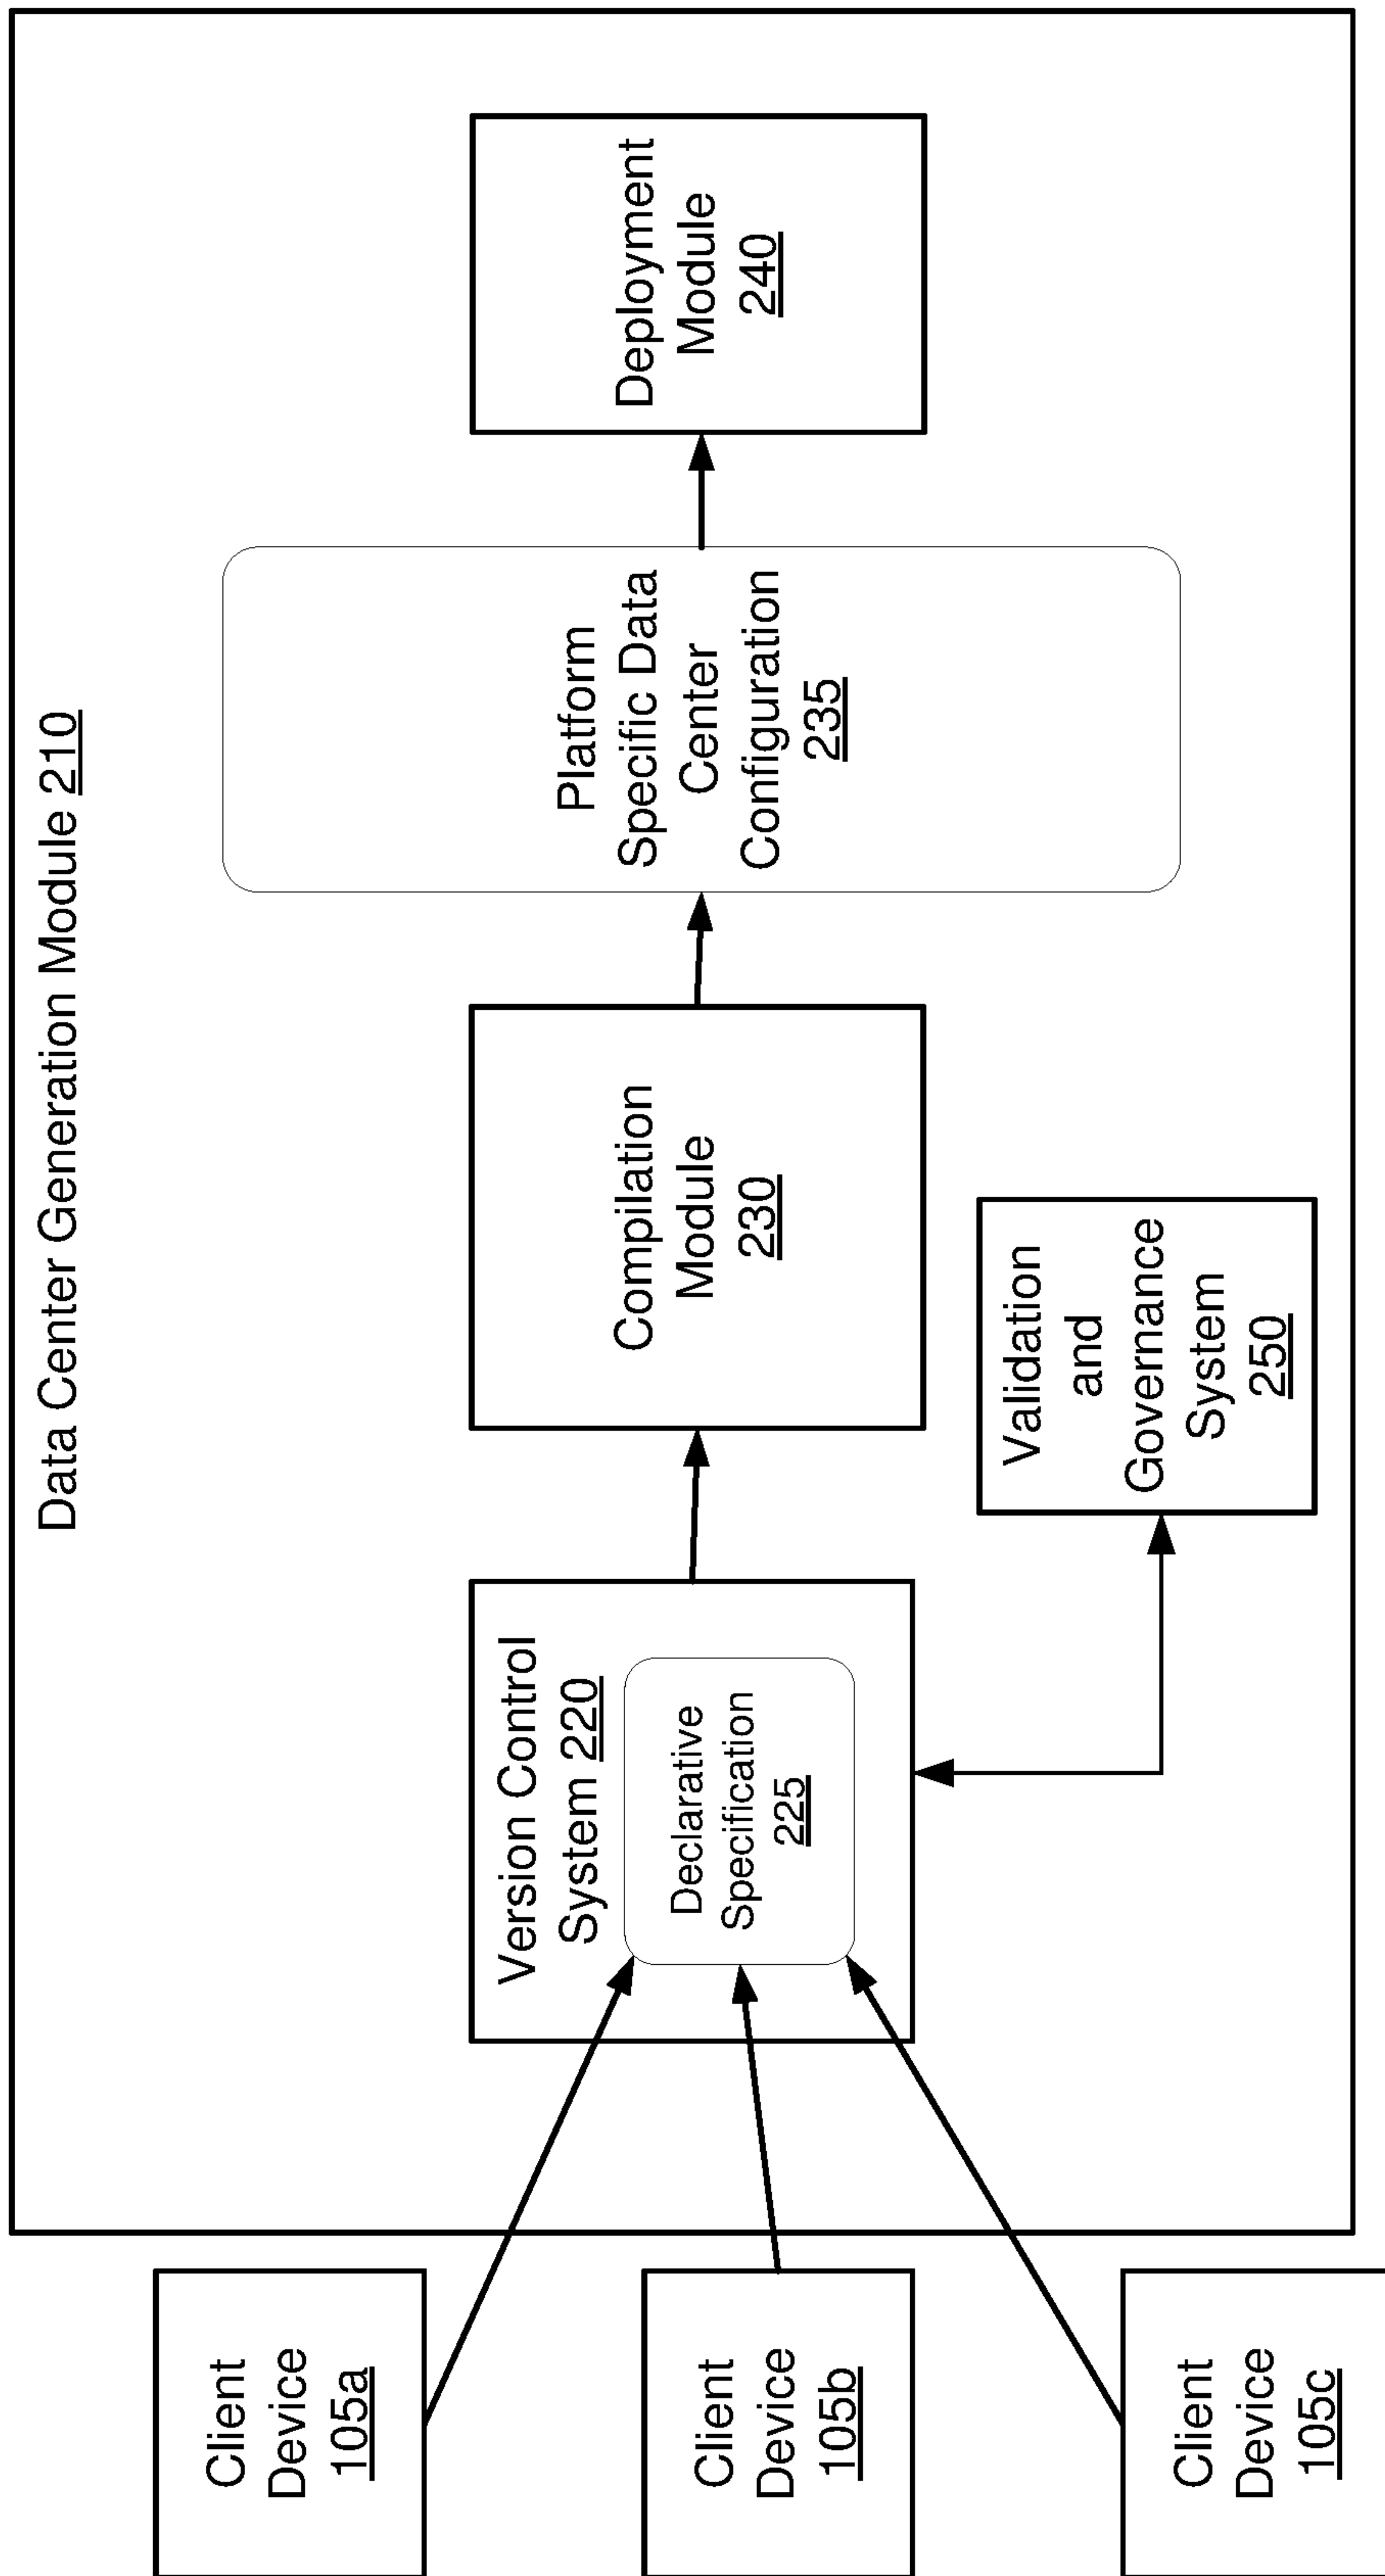 Data Center Generation Module 210
Client
Device
105a
Client
Device
105b
Client
Device
105c
Version Control
System 220
Declarative
Specification
225
Compilation
Module
230
Validation
and
Governance
System
250
Platform
Specific Data
Center
Configuration
235
Deployment
Module
240